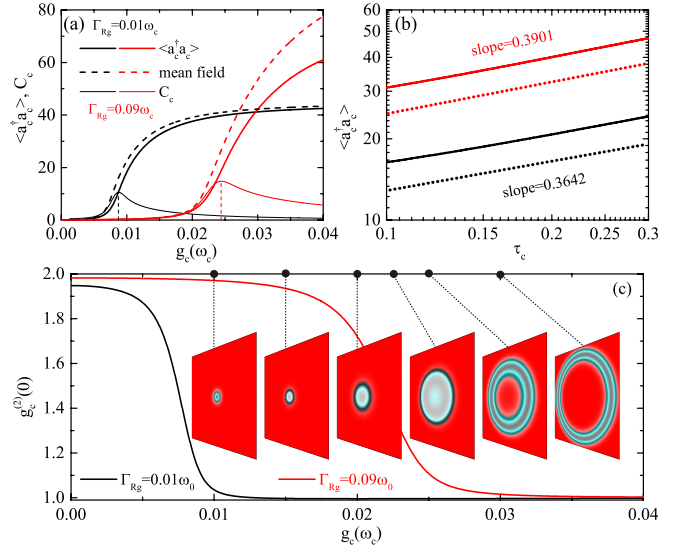 (a)
Γ_Rg=0.01ω_c
<a_c†a_c>
mean field
C_c
Γ_Rg=0.09ω_c
<a_c†a_c>, C_c
80
60
40
20
0
0.00 0.01 0.02 0.03 0.04
g_c(ω_c)
(b)
slope=0.3901
slope=0.3642
<a_c†a_c>
60
50
40
30
20
10
0.1 0.15 0.2 0.25 0.3
τ_c
(c)
g_c^(2)(0)
2.0
1.8
1.6
1.4
1.2
1.0
Γ_Rg=0.01ω_0
Γ_Rg=0.09ω_0
0.00 0.01 0.02 0.03 0.04
g_c(ω_c)